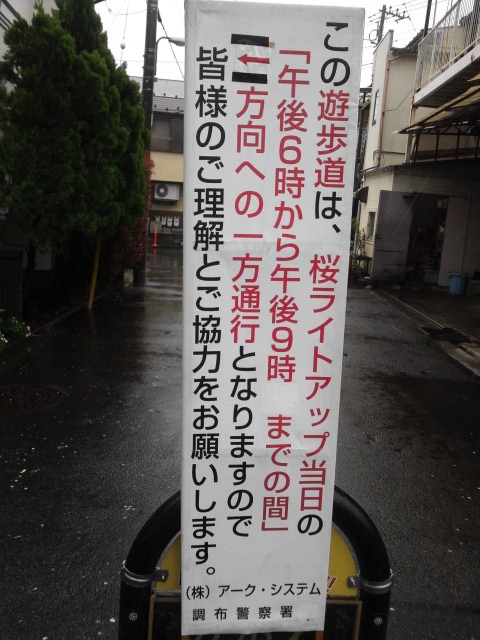 この遊歩道は、桜ライトアップ当日の
「午後6時から午後9時 までの間」
【←】方向への一方通行となりますので
皆様のご理解とご協力をお願いします。
(株) アーク・システム
調布警察署